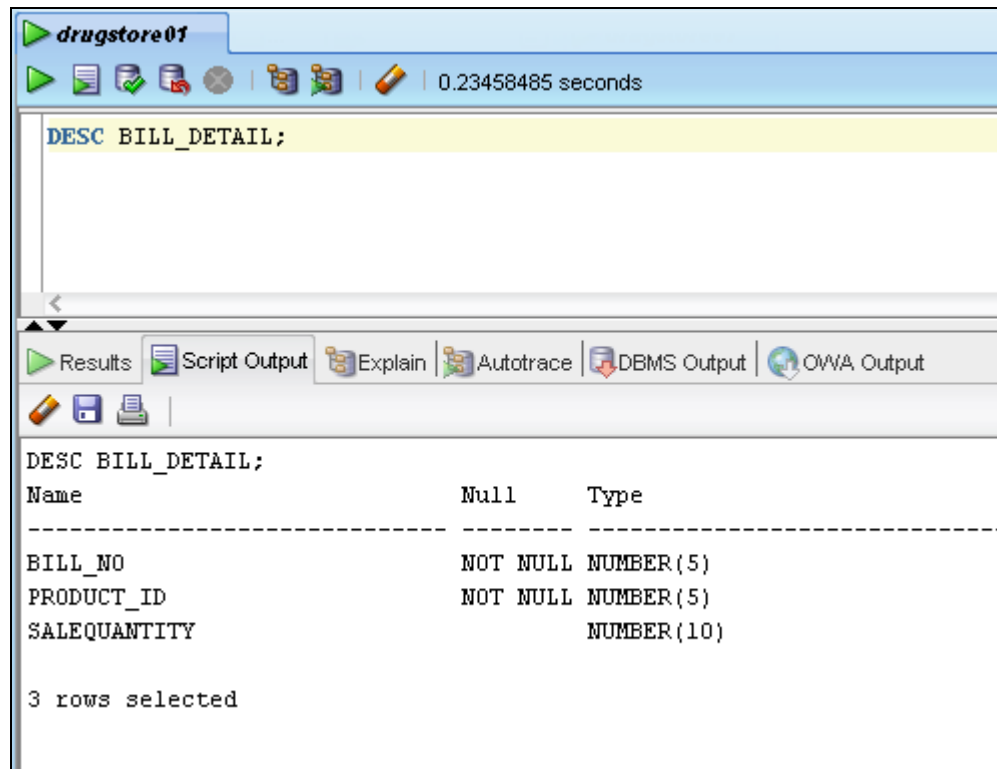 drugstore01
0.23458485 seconds
DESC BILL_DETAIL;
Results Script Output Explain Autotrace DBMS Output OWA Output
DESC BILL_DETAIL;
Name Null Type
------------------------------ -------- -----------------------------
BILL_NO NOT NULL NUMBER(5)
PRODUCT_ID NOT NULL NUMBER(5)
SALEQUANTITY NUMBER(10)
3 rows selected